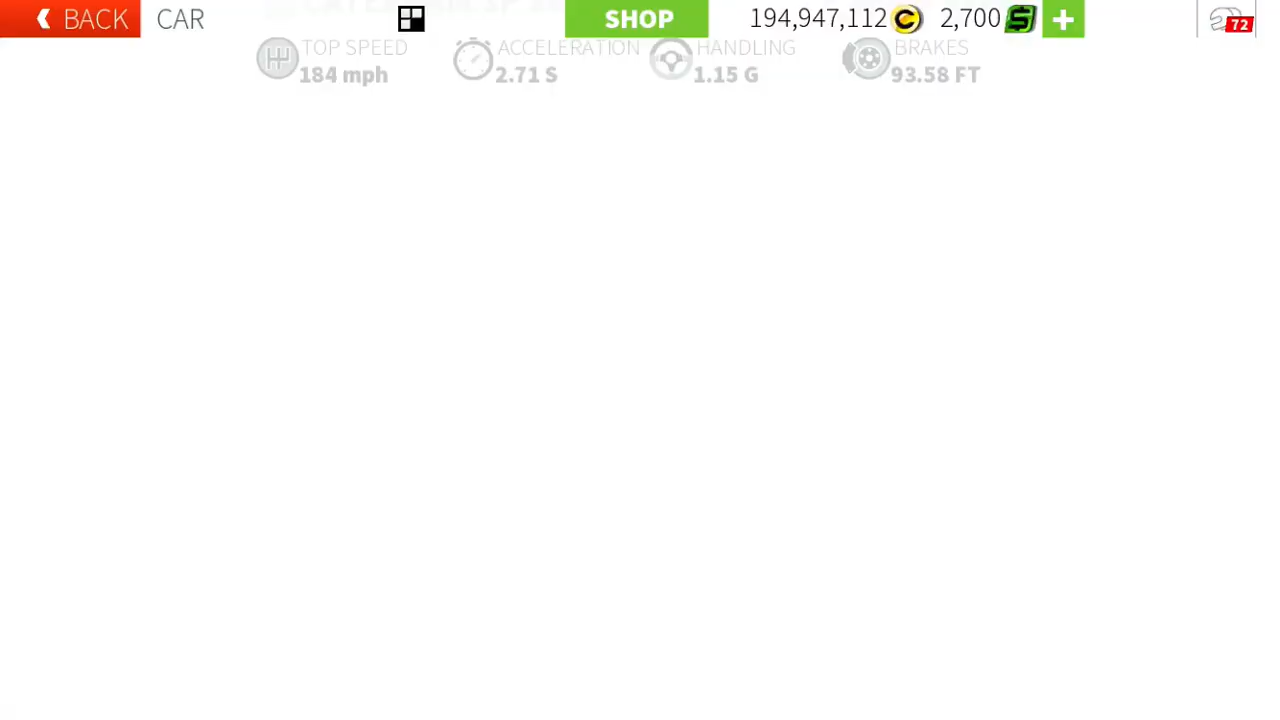 BACK CAR SHOP 194,947,112 2,700 + 72
TOP SPEED ACCELERATION HANDLING BRAKES
184 mph 2.71 S 1.15 G 93.58 FT